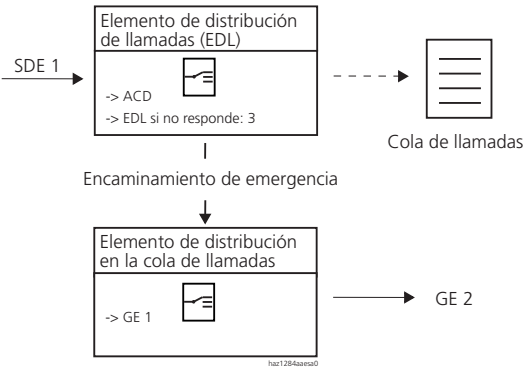 Elemento de distribución
de llamadas (EDL)
SDE 1
-> ACD
-> EDL si no responde: 3
Cola de llamadas
Encaminamiento de emergencia
Elemento de distribución
en la cola de llamadas
-> GE 1
GE 2
haz1284aaesa0